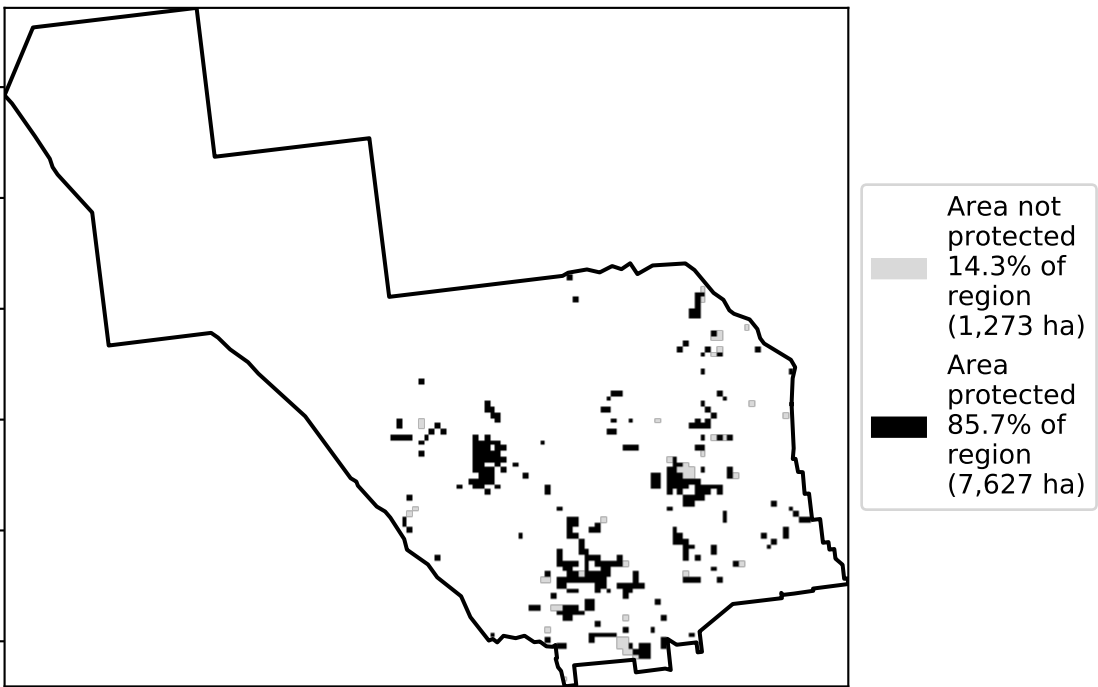 Area not
protected
14.3% of
region
(1,273 ha)
Area
protected
85.7% of
region
(7,627 ha)